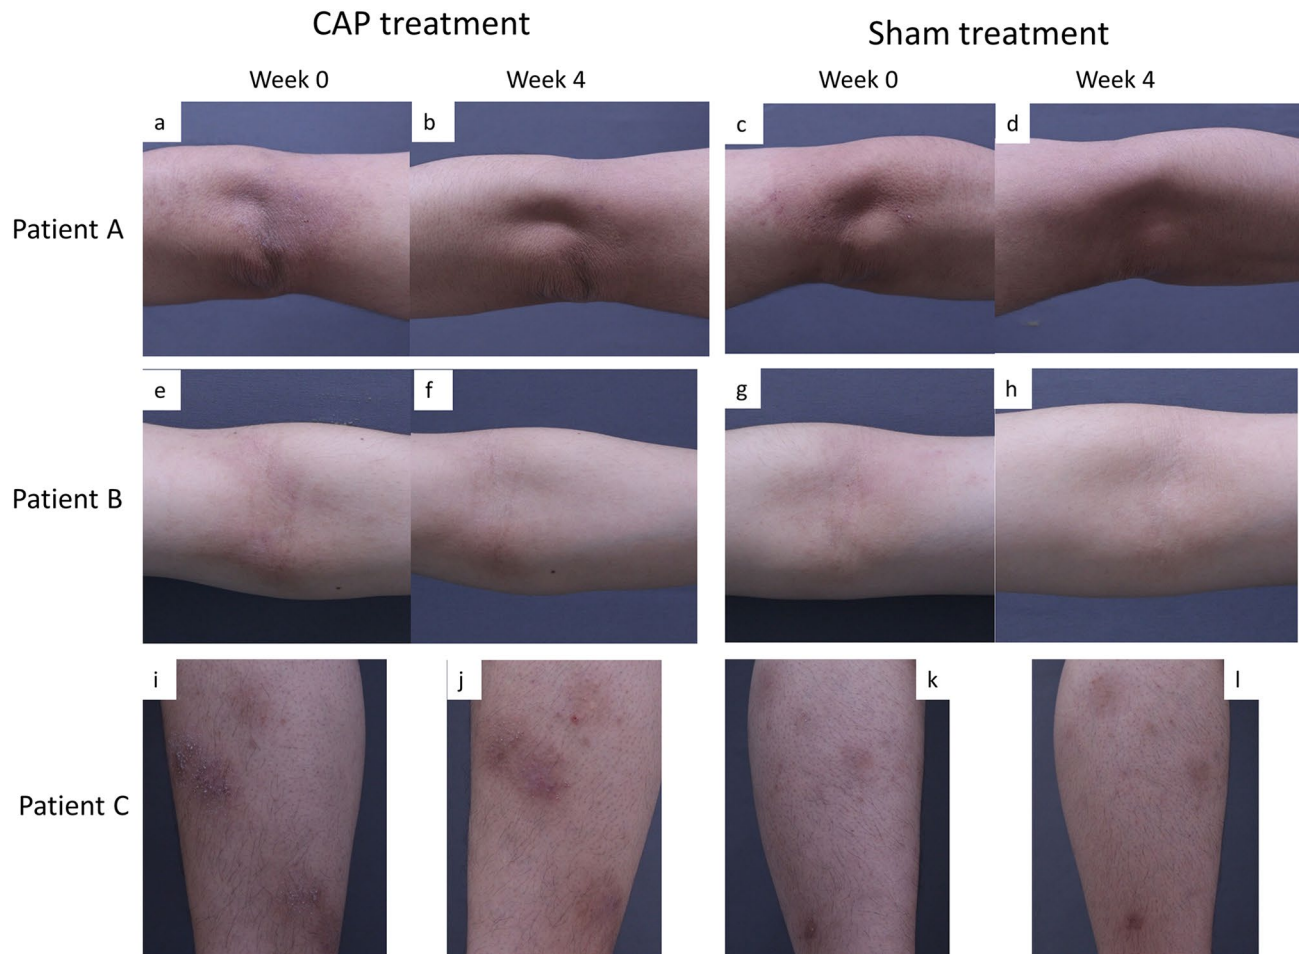 CAP treatment
Sham treatment
Week 0
Week 4
Week 0
Week 4
Patient A
a
b
c
d
Patient B
e
f
g
h
Patient C
i
j
k
l